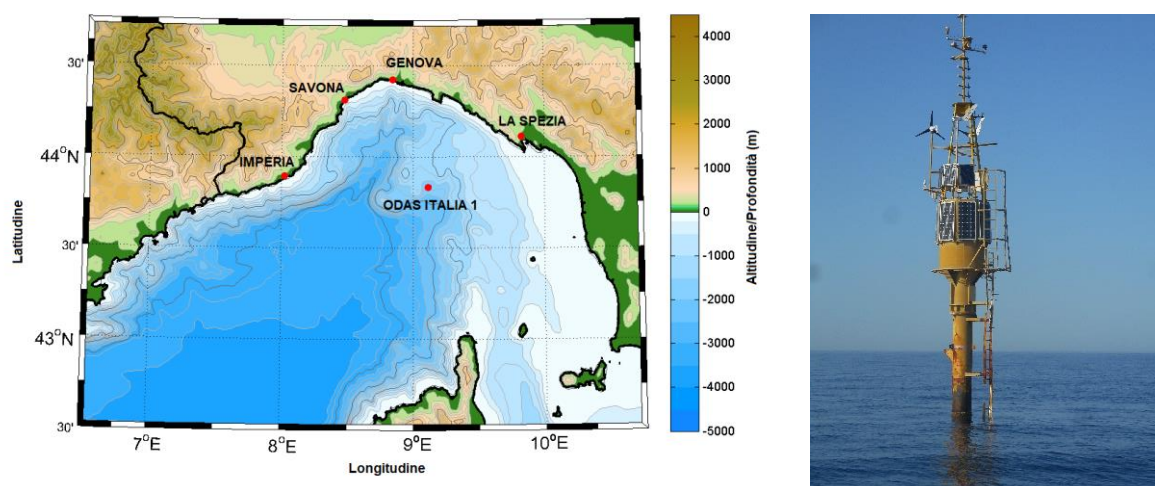 30'
GENOVA
SAVONA
LA SPEZIA
44°N
IMPERIA
ODAS ITALIA 1
30'
43°N
30'
7°E
8°E
9°E
10°E
Latitudine
Longitudine
4000
3000
2000
1000
0
-1000
-2000
-3000
-4000
-5000
Altitudine/Profondità (m)